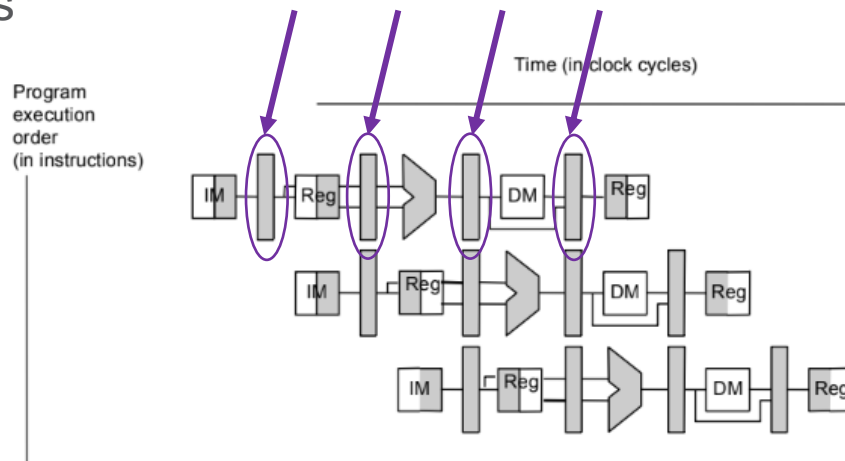 s
Time (in clock cycles)
Program
execution
order
(in instructions)
IM Reg DM Reg
IM Reg DM Reg
IM Reg DM Reg